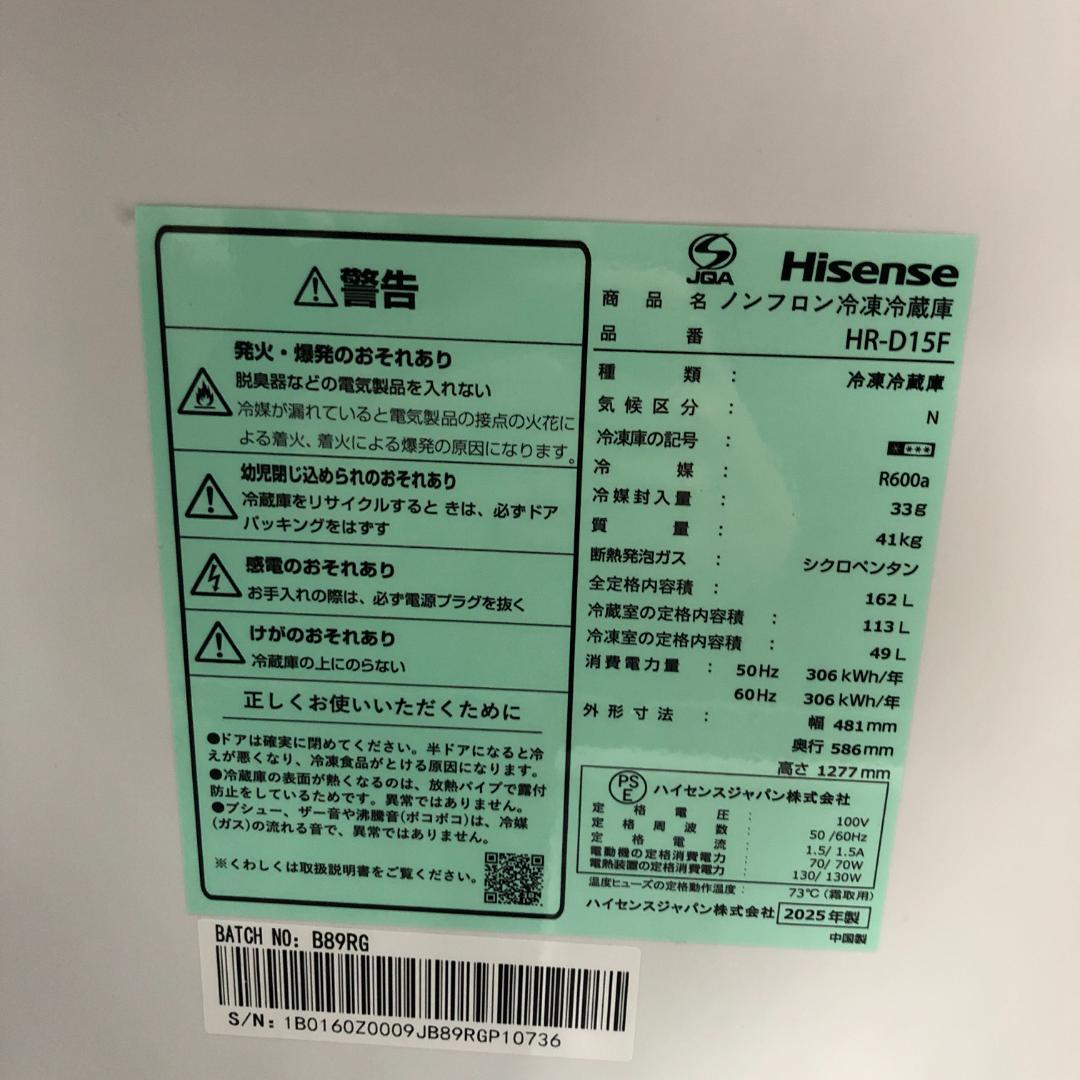 警告
発火・爆発のおそれあり
脱臭器などの電気製品を入れない
冷媒が漏れていると電気製品の接点の火花に
よる着火、着火による爆発の原因になります。
幼児閉じ込められのおそれあり
冷蔵庫をリサイクルすると きは、必ずドア
パッキングをはずす
感電のおそれあり
お手入れの際は、必ず電源プラグを抜く
けがのおそれあり
冷蔵庫の上にのらない
正しくお使いいただくために
●ドアは確実に閉めてください。半ドアになると冷
えが悪くなり、冷凍食品がとける原因になります。
●冷蔵庫の表面が熱くなるのは、放熱パイプで露付
防止をしているためです。異常ではありません。
●プシュー、ザー音や沸騰音(ポコポコ)は、冷媒
(ガス)の流れる音で、異常ではありません。
※くわしくは取扱説明書をご覧ください。
JQA Hisense
商品名 ノンフロン冷凍冷蔵庫
品番 HR-D15F
種類 : 冷凍冷蔵庫
気候区分 : N
冷凍庫の記号 : ****
冷媒 : R600a
冷媒封入量 : 33g
質量 : 41kg
断熱発泡ガス : シクロペンタン
全定格内容積 : 162 L
冷蔵室の定格内容積 : 113 L
冷凍室の定格内容積 : 49 L
消費電力量 : 50Hz 306 kWh/年
60Hz 306 kWh/年
外形寸法 : 幅 481mm
奥行 586mm
高さ 1277mm
PSE ハイセンスジャパン株式会社
定格電圧 : 100V
定格周波数 : 50 /60Hz
定格電流 : 1.5/ 1.5A
電動機の定格消費電力 : 70/ 70W
電熱装置の定格消費電力 : 130/ 130W
温度ヒューズの定格動作温度 : 73℃ (霜取用)
ハイセンスジャパン株式会社 2025年製
中国製
BATCH NO: B89RG
S/N: 1B0160Z0009JB89RGP10736